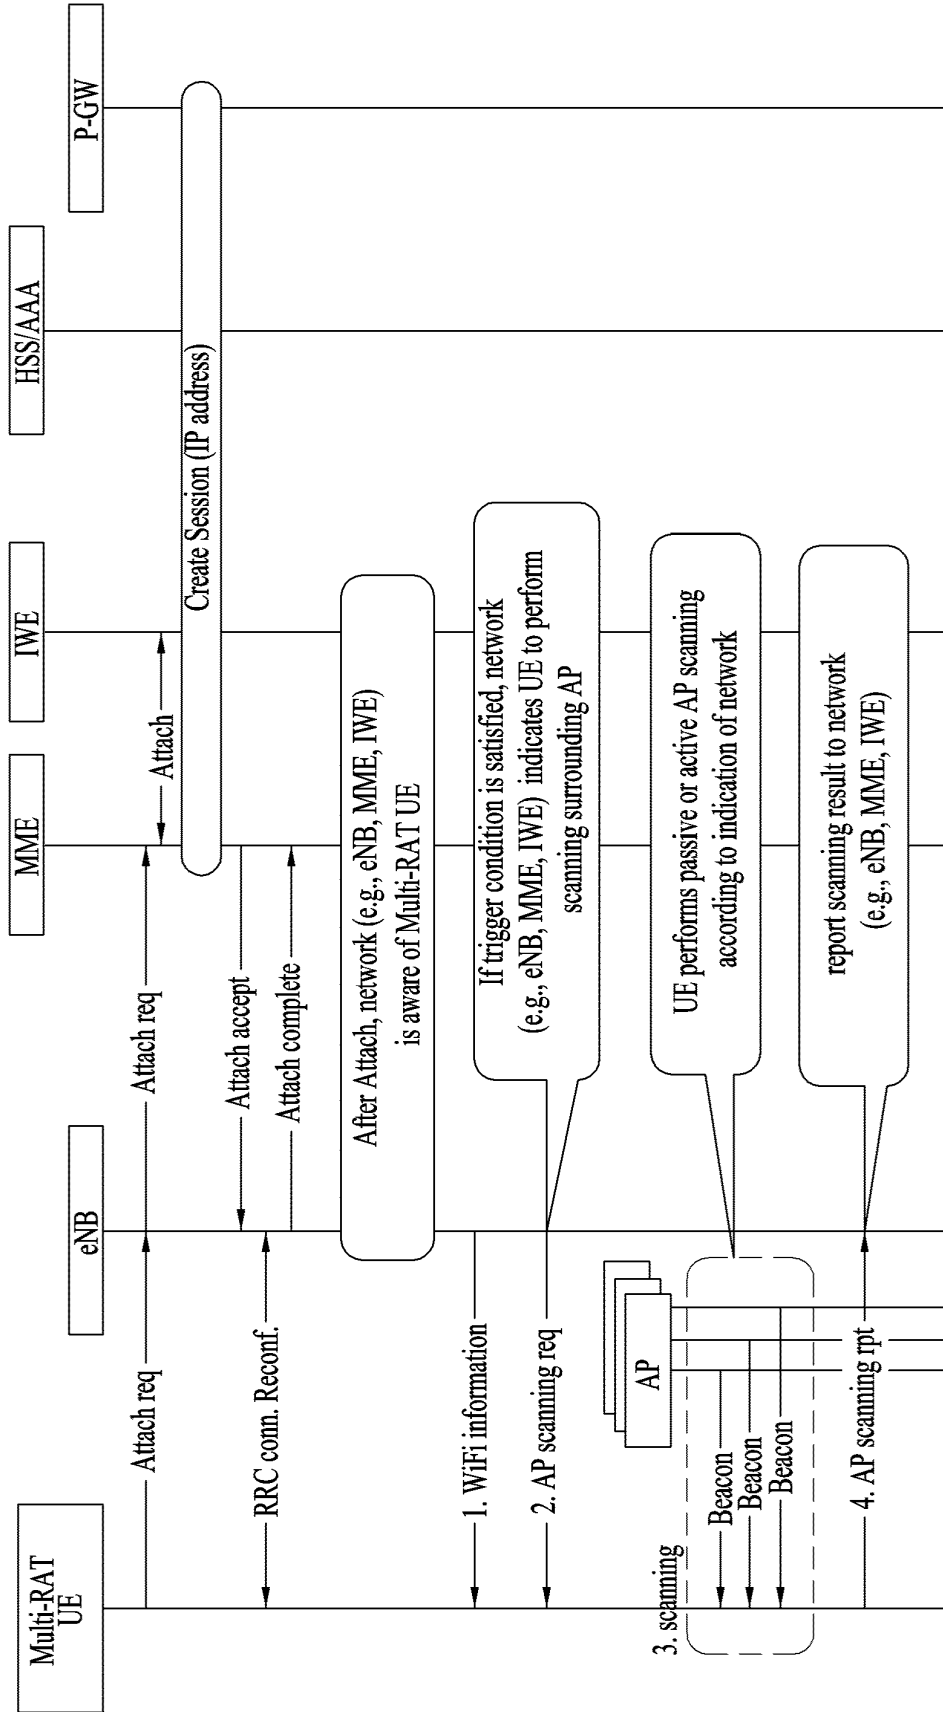 Multi-RAT
UE
eNB
MME
IWE
HSS/AAA
P-GW
Attach req
Attach req
Attach
Create Session (IP address)
Attach accept
RRC conn. Reconf.
Attach complete
After Attach, network (e.g., eNB, MME, IWE)
is aware of Multi-RAT UE
1. WiFi information
If trigger condition is satisfied, network
(e.g., eNB, MME, IWE) indicates UE to perform
scanning surrounding AP
2. AP scanning req
AP
3. scanning
UE performs passive or active AP scanning
according to indication of network
Beacon
Beacon
Beacon
report scanning result to network
(e.g., eNB, MME, IWE)
4. AP scanning rpt